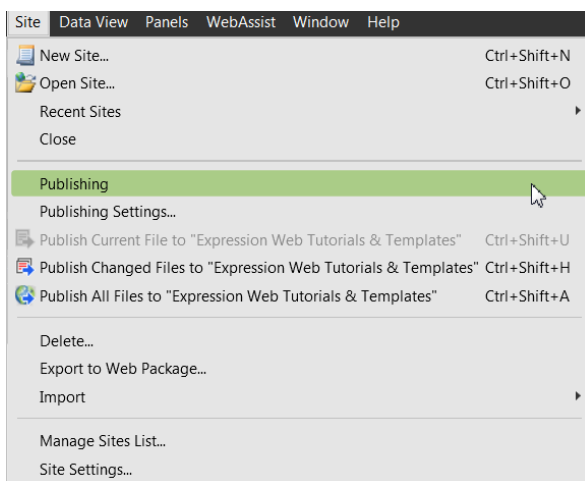 Site Data View Panels WebAssist Window Help
New Site... Ctrl+Shift+N
Open Site... Ctrl+Shift+O
Recent Sites
Close
Publishing
Publishing Settings...
Publish Current File to "Expression Web Tutorials & Templates" Ctrl+Shift+U
Publish Changed Files to "Expression Web Tutorials & Templates" Ctrl+Shift+H
Publish All Files to "Expression Web Tutorials & Templates" Ctrl+Shift+A
Delete...
Export to Web Package...
Import
Manage Sites List...
Site Settings...